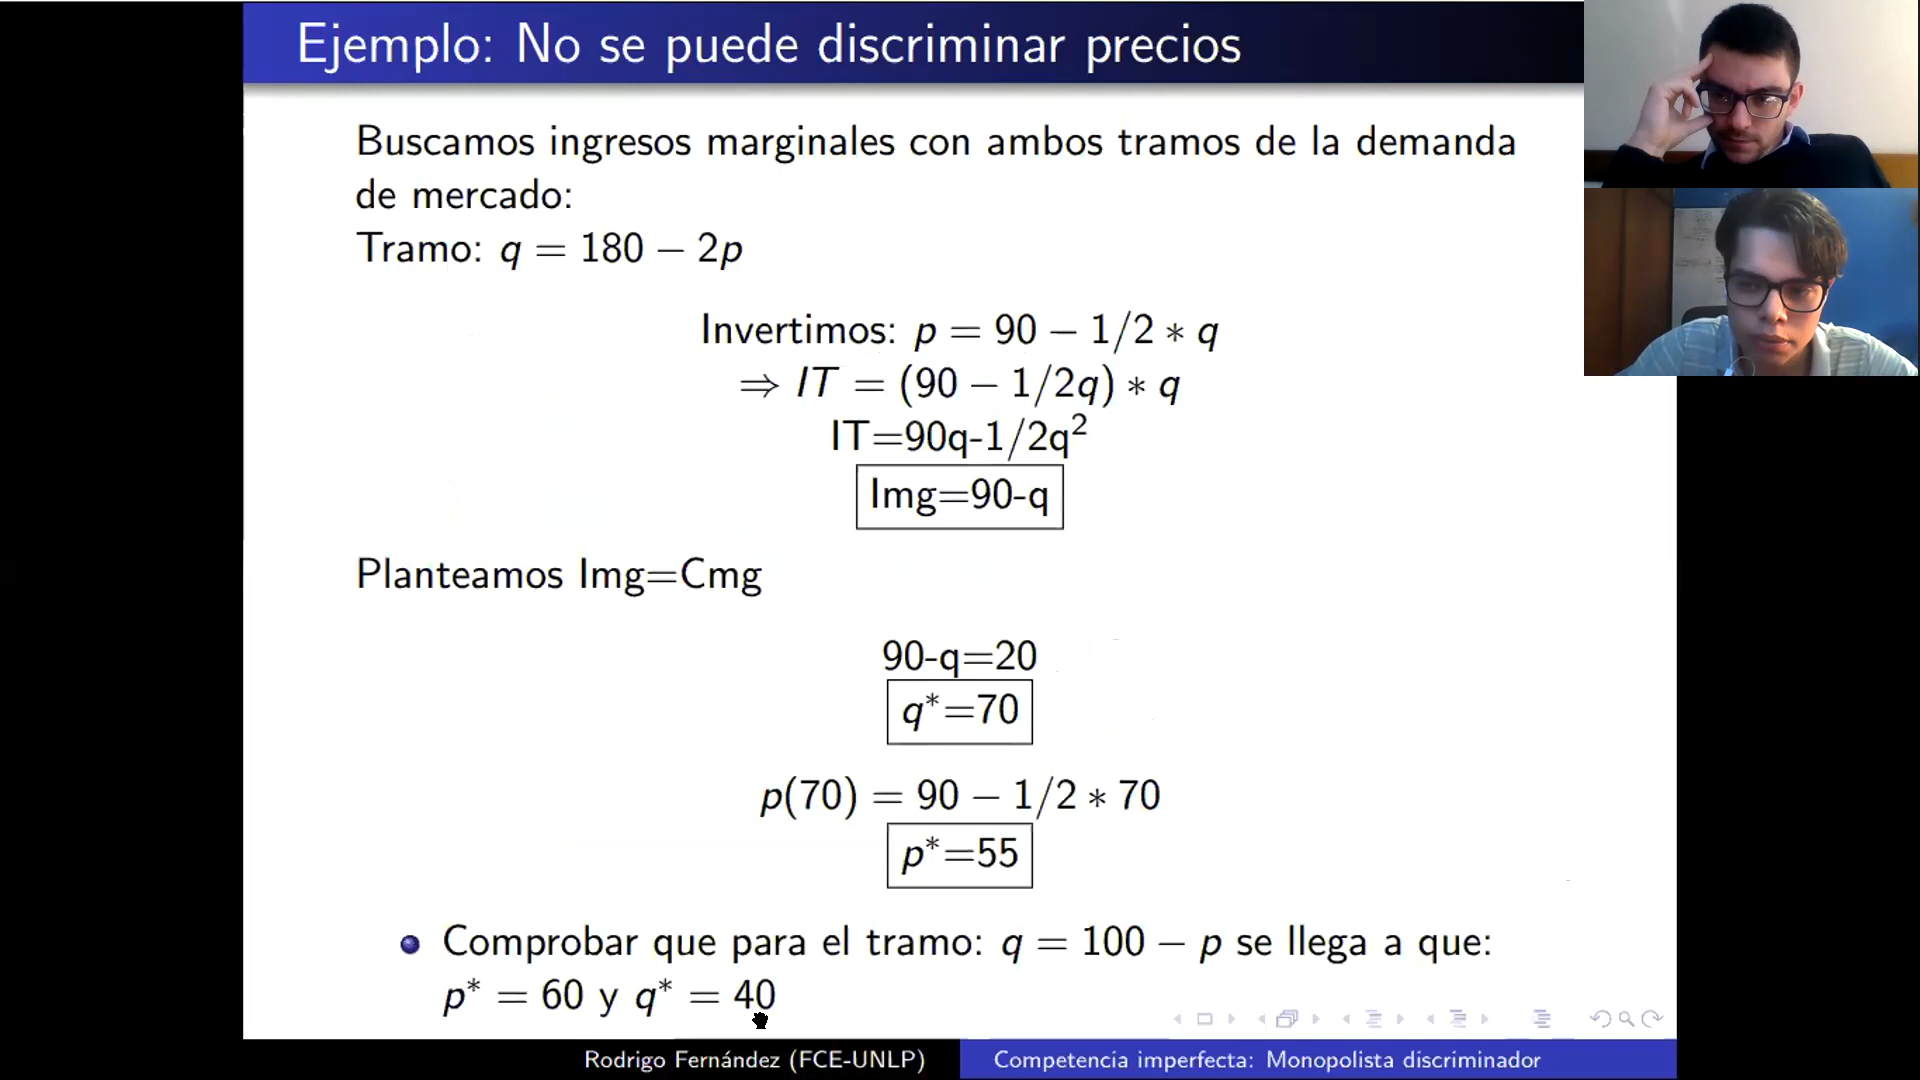 Ejemplo: No se puede discriminar precios
Buscamos ingresos marginales con ambos tramos de la demanda
de mercado:
Tramo: q = 180 − 2p
Invertimos: p = 90 − 1/2 ∗ q
⇒ IT = (90 − 1/2q) ∗ q
IT=90q-1/2q²
Img=90-q
Planteamos Img=Cmg
90-q=20
q*=70
p(70) = 90 − 1/2 ∗ 70
p*=55
Comprobar que para el tramo: q = 100 − p se llega a que:
p* = 60 y q* = 40
Rodrigo Fernández (FCE-UNLP) Competencia imperfecta: Monopolista discriminador